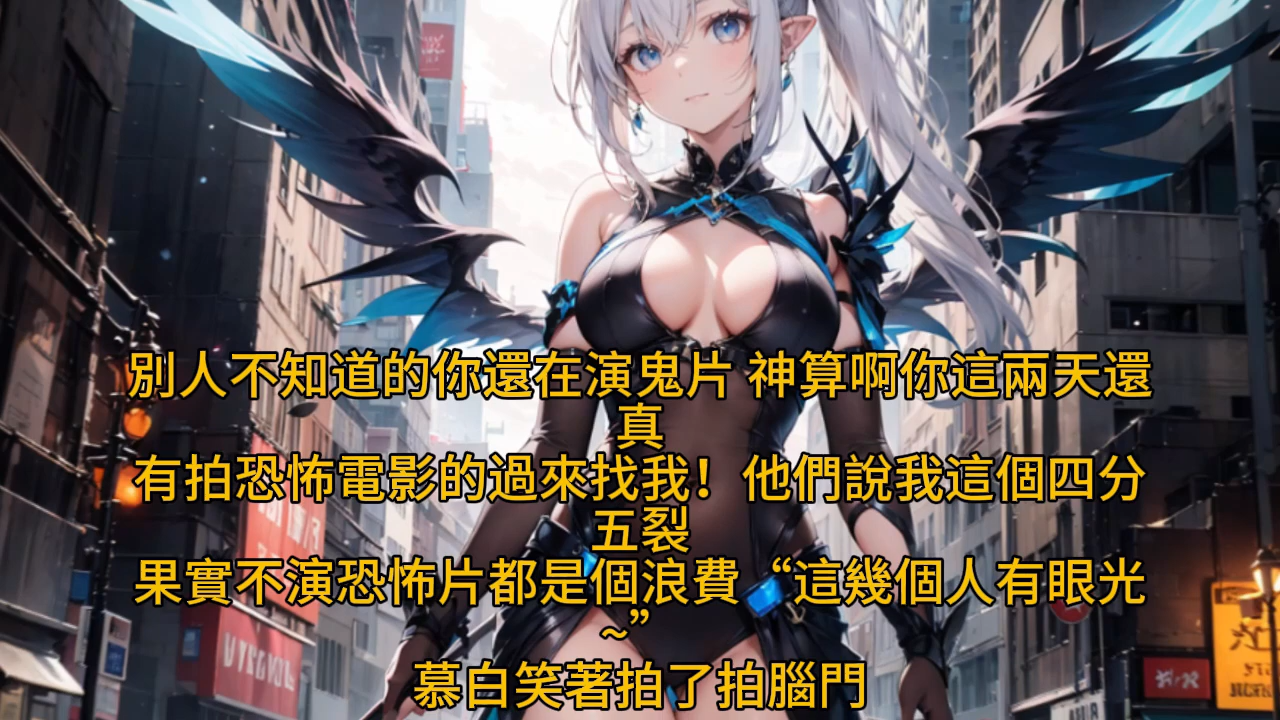 別人不知道的你還在演鬼片 神算啊你這兩天還
真
有拍恐怖電影的過來找我！他們說我這個四分
五裂
果實不演恐怖片都是個浪費“這幾個人有眼光
~”
慕白笑著拍了拍腦門